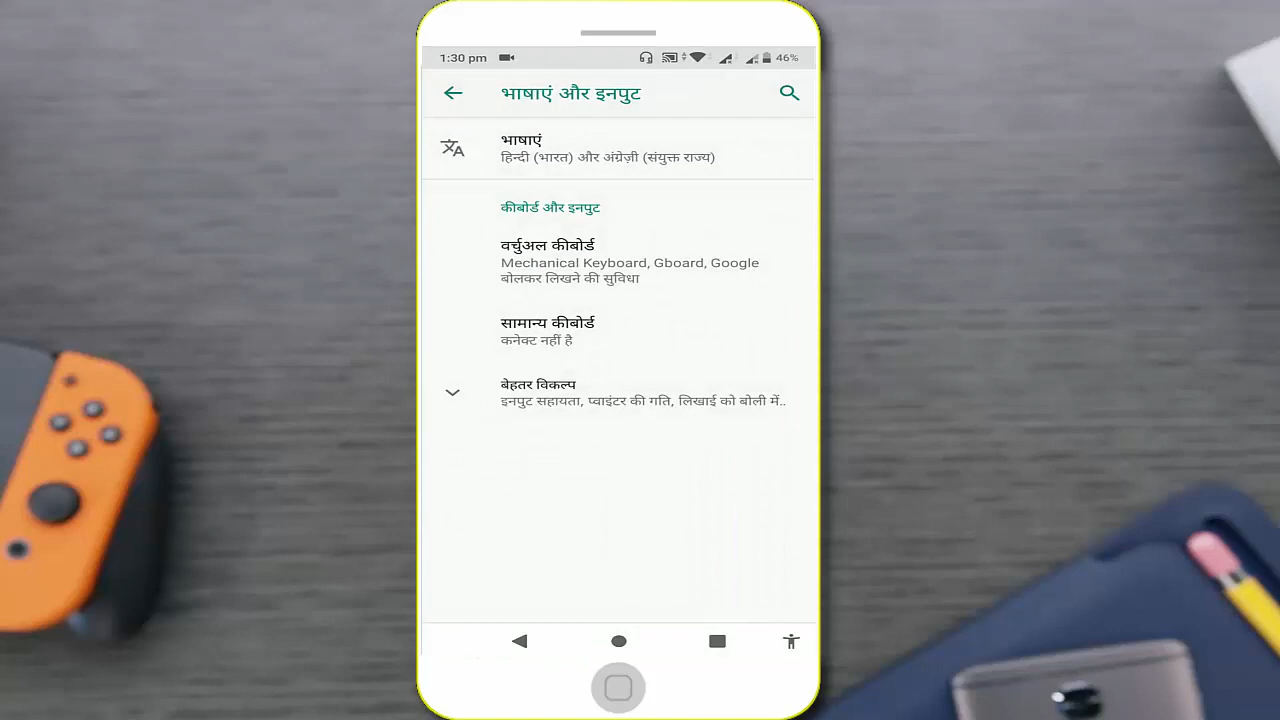 1:30 pm 46%
भाषाएं और इनपुट
भाषाएं
हिन्दी (भारत) और अंग्रेज़ी (संयुक्त राज्य)
कीबोर्ड और इनपुट
वर्चुअल कीबोर्ड
Mechanical Keyboard, Gboard, Google
बोलकर लिखने की सुविधा
सामान्य कीबोर्ड
कनेक्ट नहीं है
बेहतर विकल्प
इनपुट सहायता, प्वाइंटर की गति, लिखाई को बोली में..